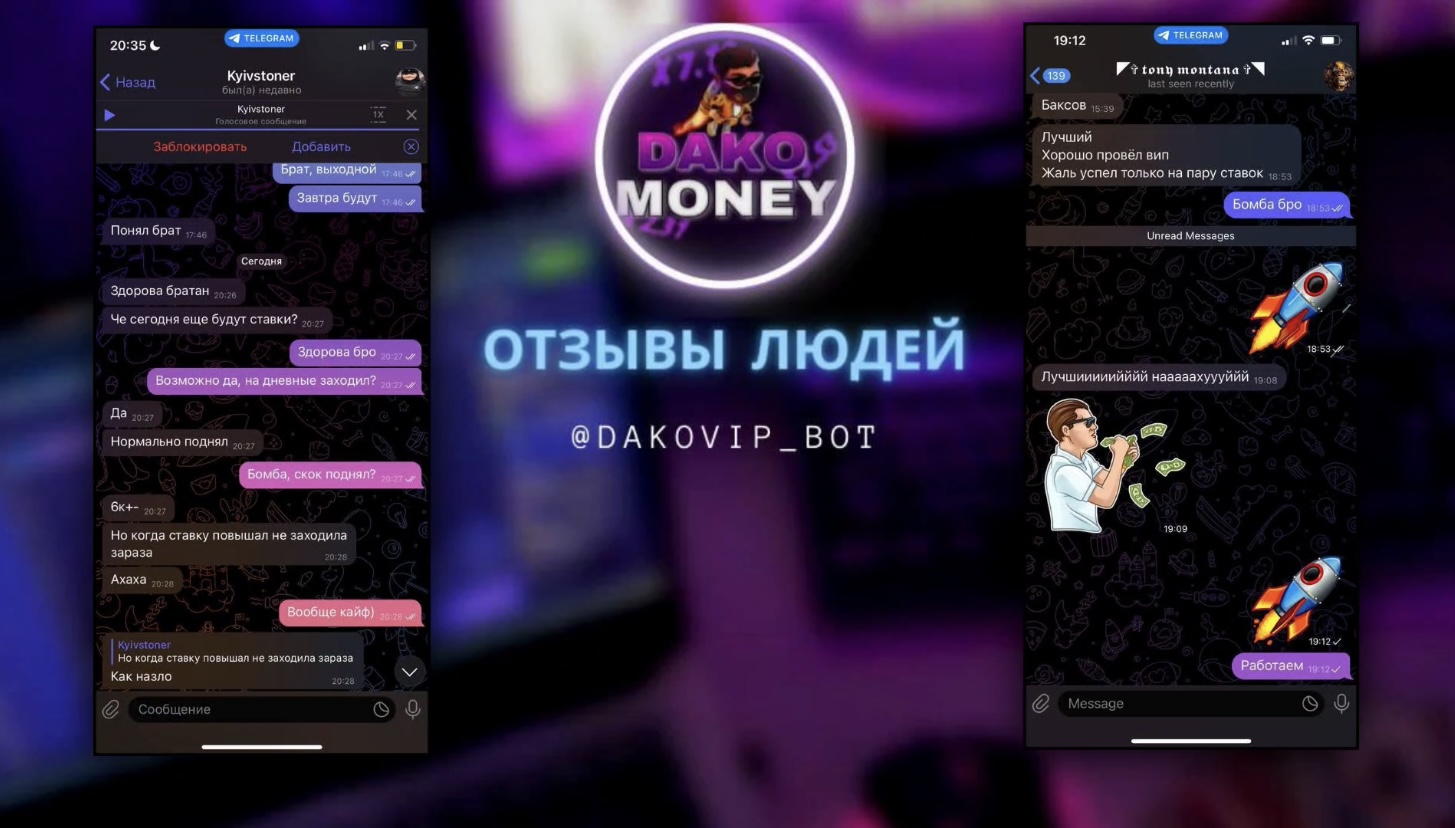 20:35
TELEGRAM
Назад
Kyivstoner
был(а) недавно
Kyivstoner
Голосовое сообщение
1X
Заблокировать
Добавить
Брат, выходной 17:46
Завтра будут 17:46
Понял брат 17:46
Сегодня
Здорова братан 20:26
Че сегодня еще будут ставки? 20:27
Здорова бро 20:27
Возможно да, на дневные заходил? 20:27
Да 20:27
Нормально поднял 20:27
Бомба, скок поднял? 20:27
6к+- 20:27
Но когда ставку повышал не заходила
зараза 20:28
Ахаха 20:28
Вообще кайф) 20:28
Kyivstoner
Но когда ставку повышал не заходила зараза
Как назло 20:28
Сообщение
X7.
DAKO
MONEY
231
ОТЗЫВЫ ЛЮДЕЙ
@DAKOVIP_BOT
19:12
TELEGRAM
139
✞ 𝖙𝖔𝖓𝖞 𝖒𝖔𝖓𝖙𝖆𝖓𝖆 ✞
last seen recently
Баксов 15:39
Лучший
Хорошо провёл вип
Жаль успел только на пару ставок 18:53
Бомба бро 18:53
Unread Messages
18:53
Лучшииииийййй нааааахуууййй 19:08
19:09
19:12
Работаем 19:12
Message